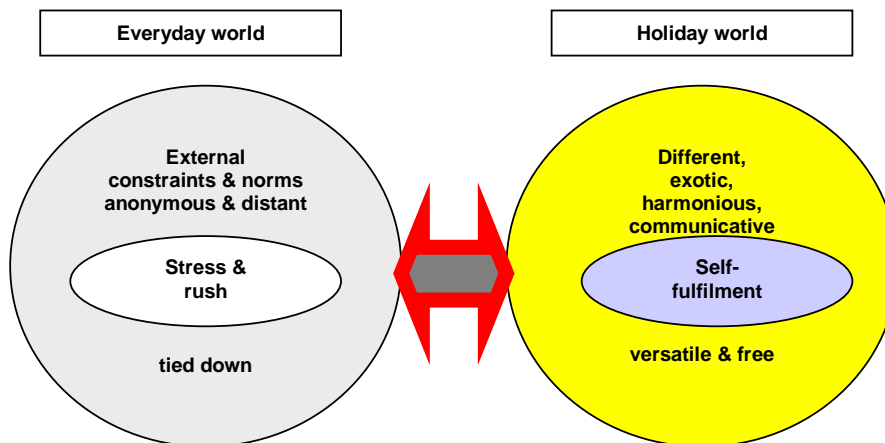 Everyday world
Holiday world
External
constraints & norms
anonymous & distant
Stress &
rush
tied down
Different,
exotic,
harmonious,
communicative
Self-
fulfilment
versatile & free